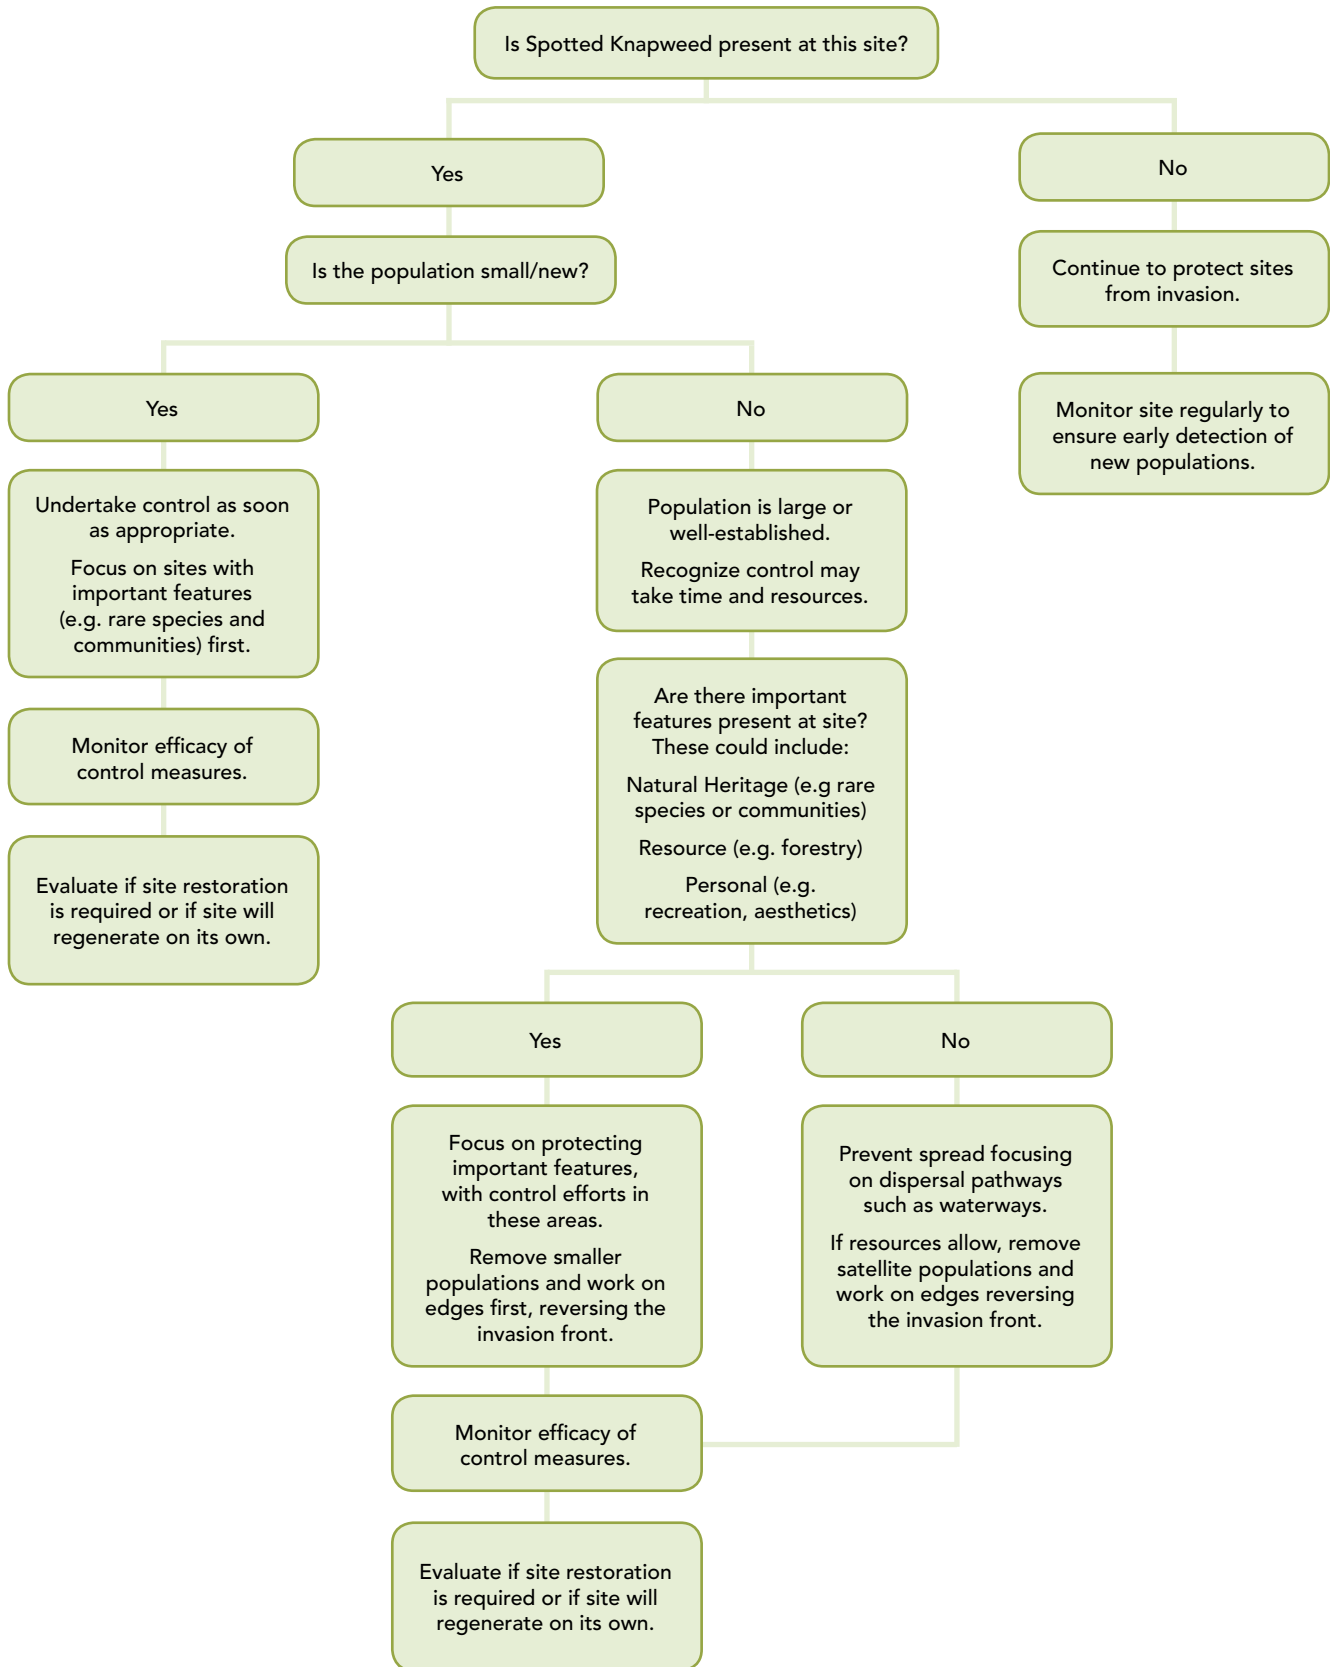 Is Spotted Knapweed present at this site?
Yes
No
Is the population small/new?
Continue to protect sites
from invasion.
Monitor site regularly to
ensure early detection of
new populations.
Yes
No
Undertake control as soon
as appropriate.
Focus on sites with
important features
(e.g. rare species and
communities) first.
Monitor efficacy of
control measures.
Evaluate if site restoration
is required or if site will
regenerate on its own.
Population is large or
well-established.
Recognize control may
take time and resources.
Are there important
features present at site?
These could include:
Natural Heritage (e.g rare
species or communities)
Resource (e.g. forestry)
Personal (e.g.
recreation, aesthetics)
Yes
No
Focus on protecting
important features,
with control efforts in
these areas.
Remove smaller
populations and work on
edges first, reversing the
invasion front.
Prevent spread focusing
on dispersal pathways
such as waterways.
If resources allow, remove
satellite populations and
work on edges reversing
the invasion front.
Monitor efficacy of
control measures.
Evaluate if site restoration
is required or if site will
regenerate on its own.